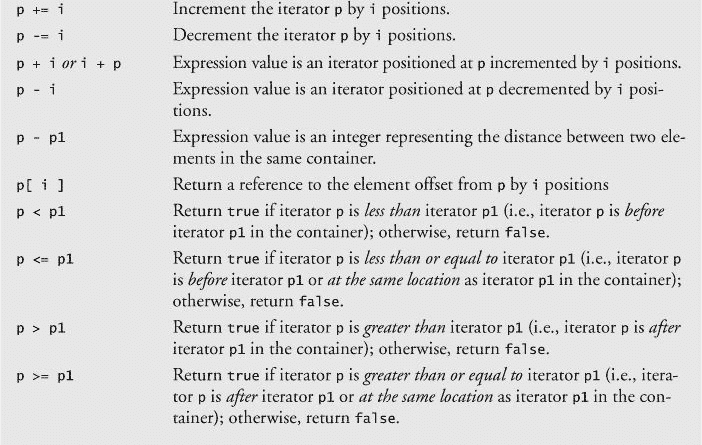 p += i Increment the iterator p by i positions.
p -= i Decrement the iterator p by i positions.
p + i or i + p Expression value is an iterator positioned at p incremented by i positions.
p - i Expression value is an iterator positioned at p decremented by i posi-
tions.
p - p1 Expression value is an integer representing the distance between two ele-
ments in the same container.
p[ i ] Return a reference to the element offset from p by i positions
p < p1 Return true if iterator p is less than iterator p1 (i.e., iterator p is before
iterator p1 in the container); otherwise, return false.
p <= p1 Return true if iterator p is less than or equal to iterator p1 (i.e., iterator p
is before iterator p1 or at the same location as iterator p1 in the container);
otherwise, return false.
p > p1 Return true if iterator p is greater than iterator p1 (i.e., iterator p is after
iterator p1 in the container); otherwise, return false.
p >= p1 Return true if iterator p is greater than or equal to iterator p1 (i.e., itera-
tor p is after iterator p1 or at the same location as iterator p1 in the con-
tainer); otherwise, return false.